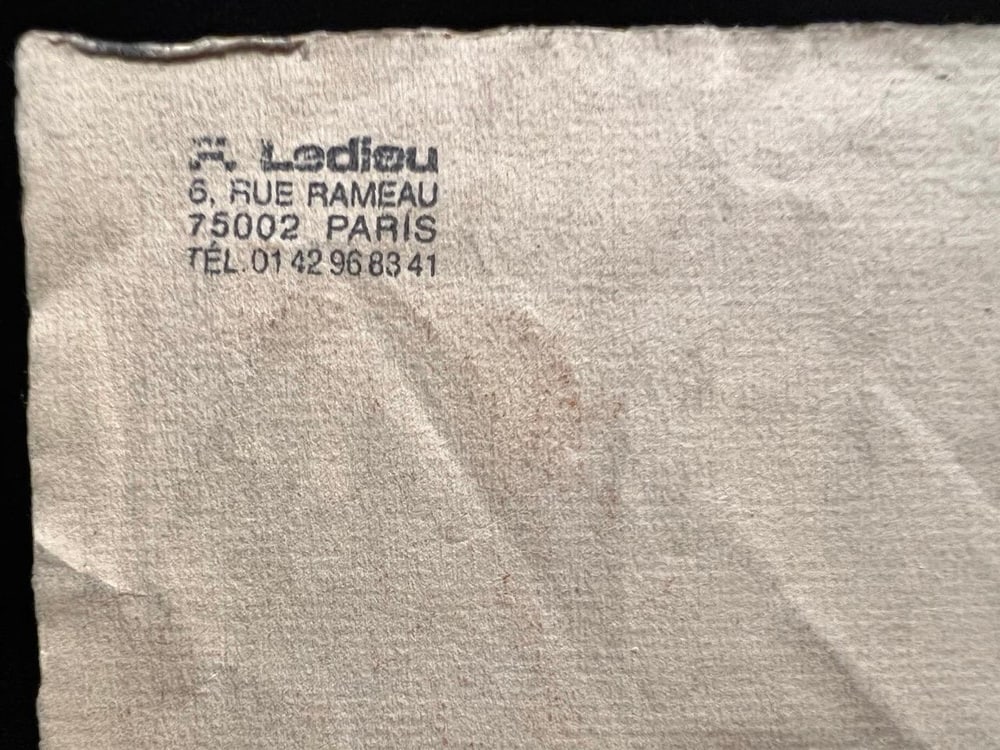 A. Ledieu
6, RUE RAMEAU
75002 PARIS
TÉL. 01 42 96 83 41